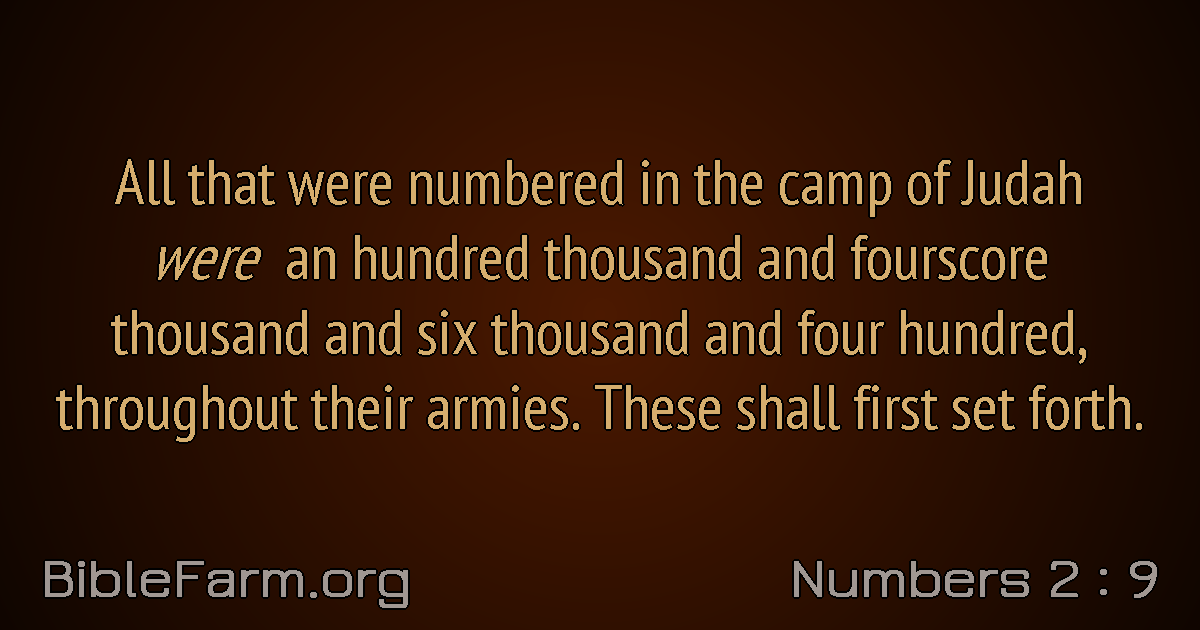 All that were numbered in the camp of Judah
were an hundred thousand and fourscore
thousand and six thousand and four hundred,
throughout their armies. These shall first set forth.
BibleFarm.org
Numbers 2 : 9